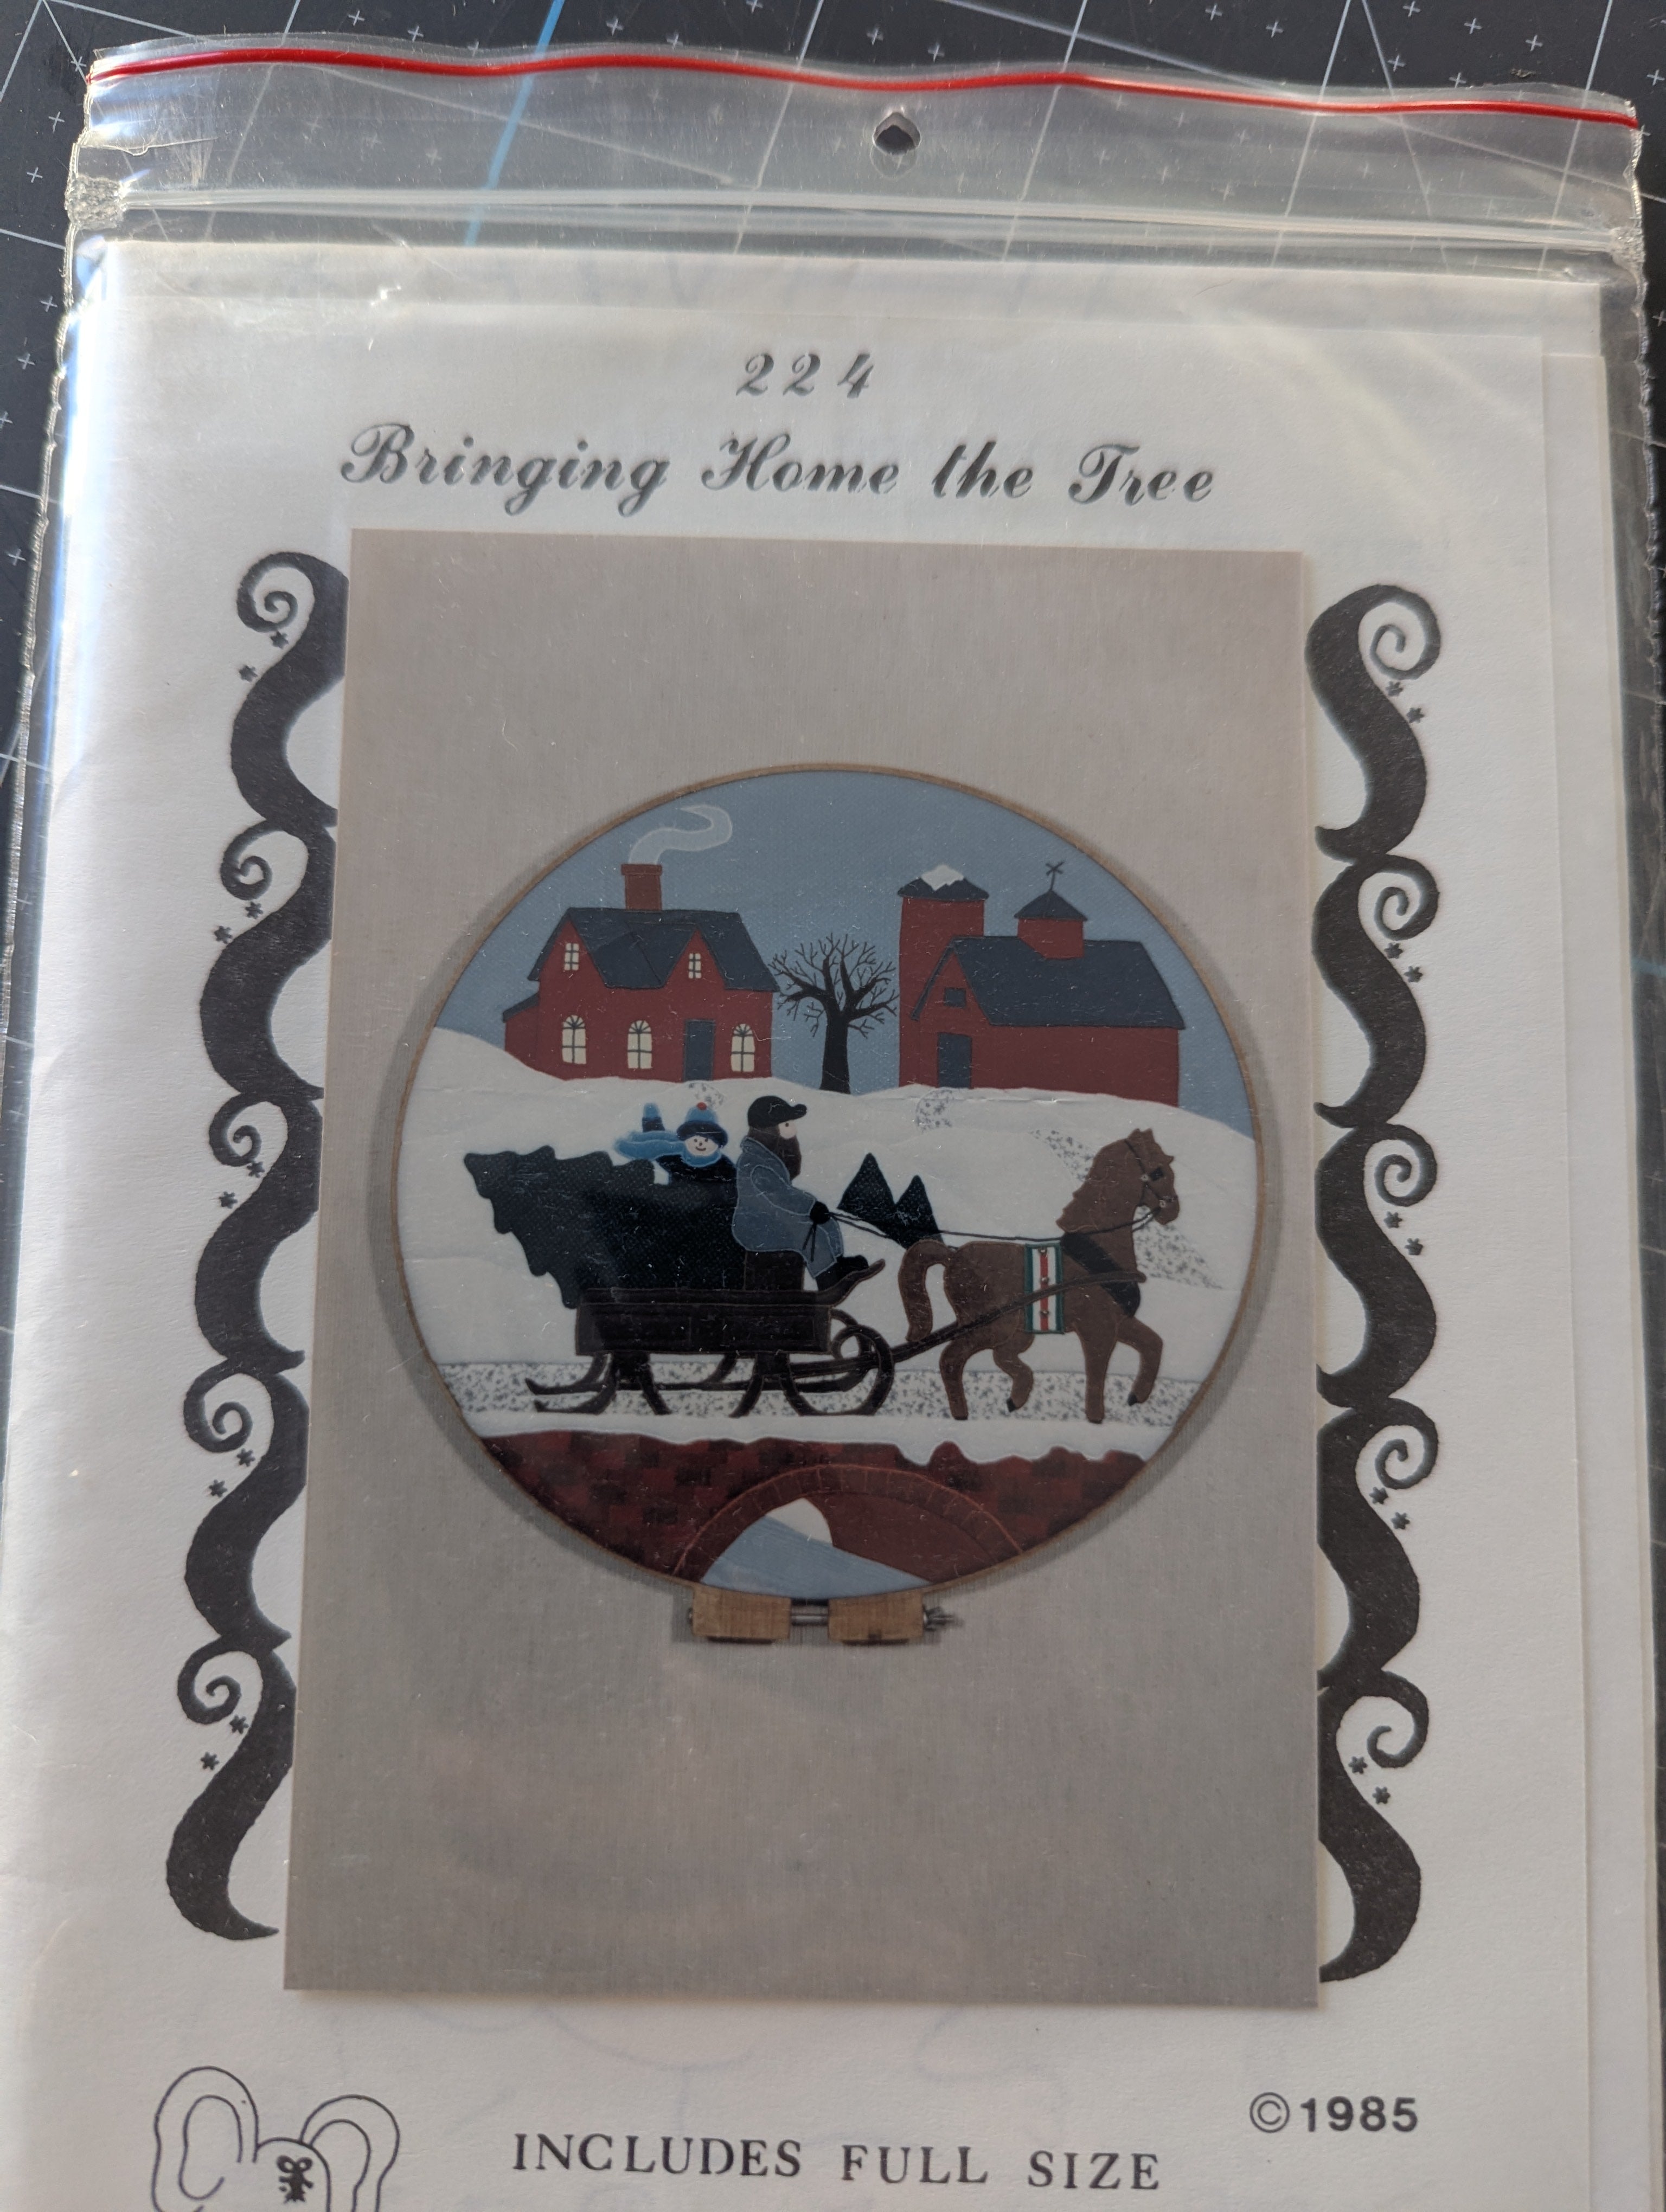 224
Bringing Home the Tree
©1985
INCLUDES FULL SIZE